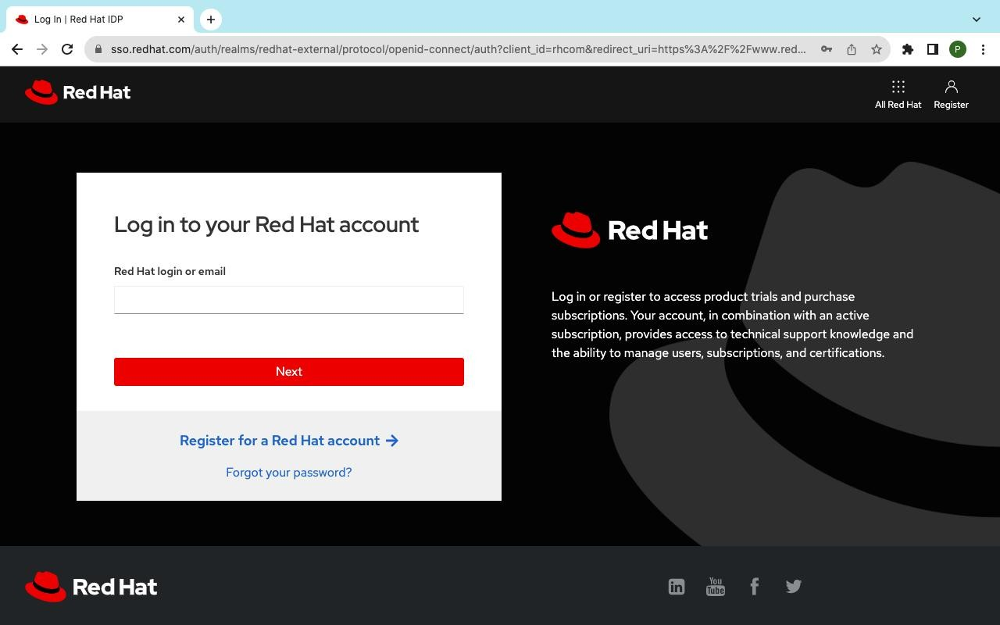 Log In | Red Hat IDP
sso.redhat.com/auth/realms/redhat-external/protocol/openid-connect/auth?client_id=rhcom&redirect_uri=https%3A%2F%2Fwww.red...
P
Red Hat
All Red Hat
Register
Log in to your Red Hat account
Red Hat login or email
Next
Register for a Red Hat account
Forgot your password?
Red Hat
Log in or register to access product trials and purchase
subscriptions. Your account, in combination with an active
subscription, provides access to technical support knowledge and
the ability to manage users, subscriptions, and certifications.
Red Hat
in
You
Tube